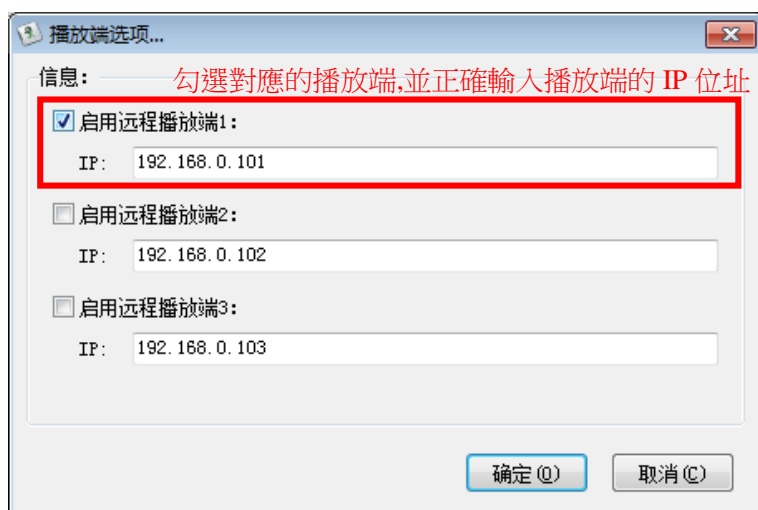 播放端选项...
信息:
勾選對應的播放端,並正確輸入播放端的 IP 位址
启用远程播放端1:
IP: 192.168.0.101
启用远程播放端2:
IP: 192.168.0.102
启用远程播放端3:
IP: 192.168.0.103
确定(O) 取消(C)